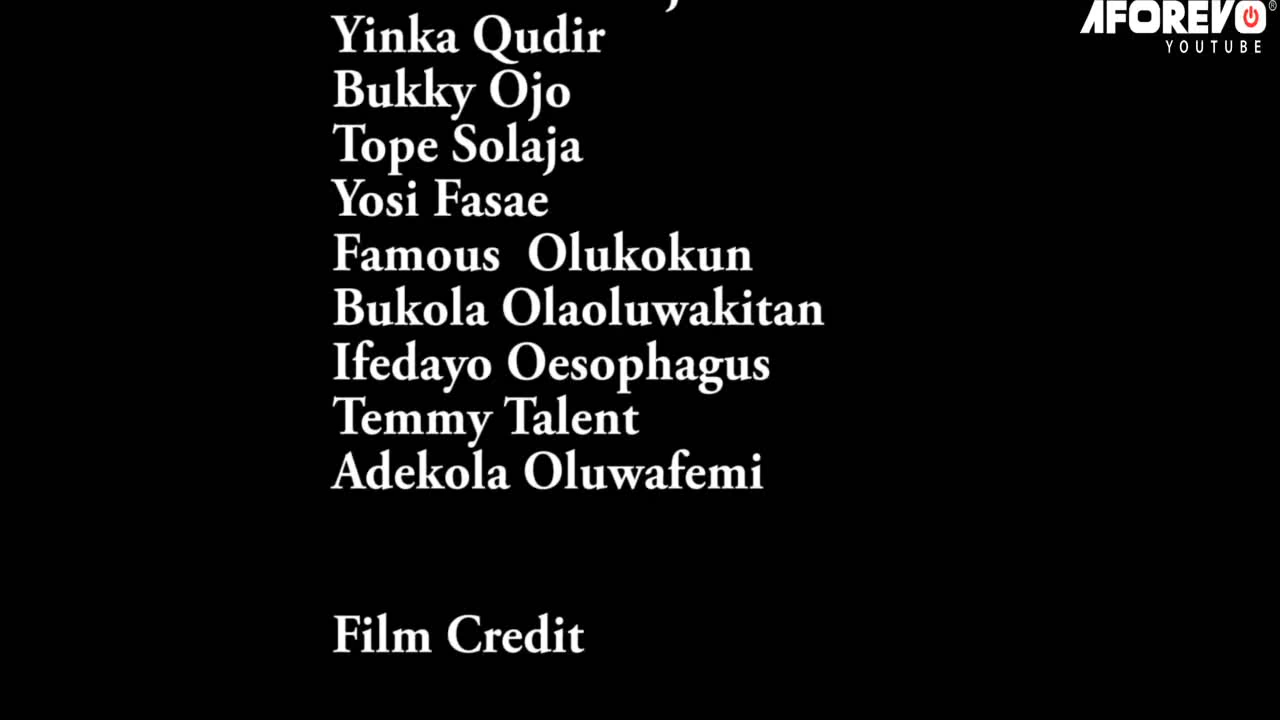 AFOREVO®
YOUTUBE
Yinka Qudir
Bukky Ojo
Tope Solaja
Yosi Fasae
Famous  Olukokun
Bukola Olaoluwakitan
Ifedayo Oesophagus
Temmy Talent
Adekola Oluwafemi
Film Credit